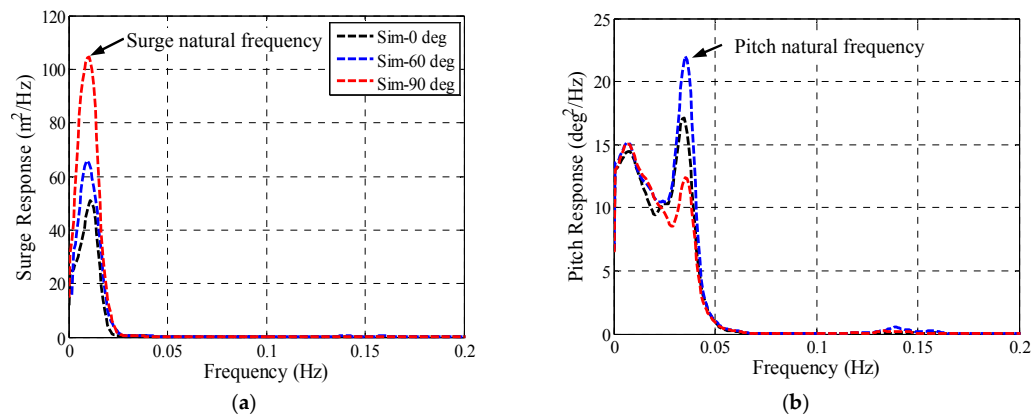 120
100
80
60
40
20
0
Surge Response (m²/Hz)
Surge natural frequency
Sim-0 deg
Sim-60 deg
Sim-90 deg
0 0.05 0.1 0.15 0.2
Frequency (Hz)
(a)
25
20
15
10
5
0
Pitch Response (deg²/Hz)
Pitch natural frequency
0 0.05 0.1 0.15 0.2
Frequency (Hz)
(b)